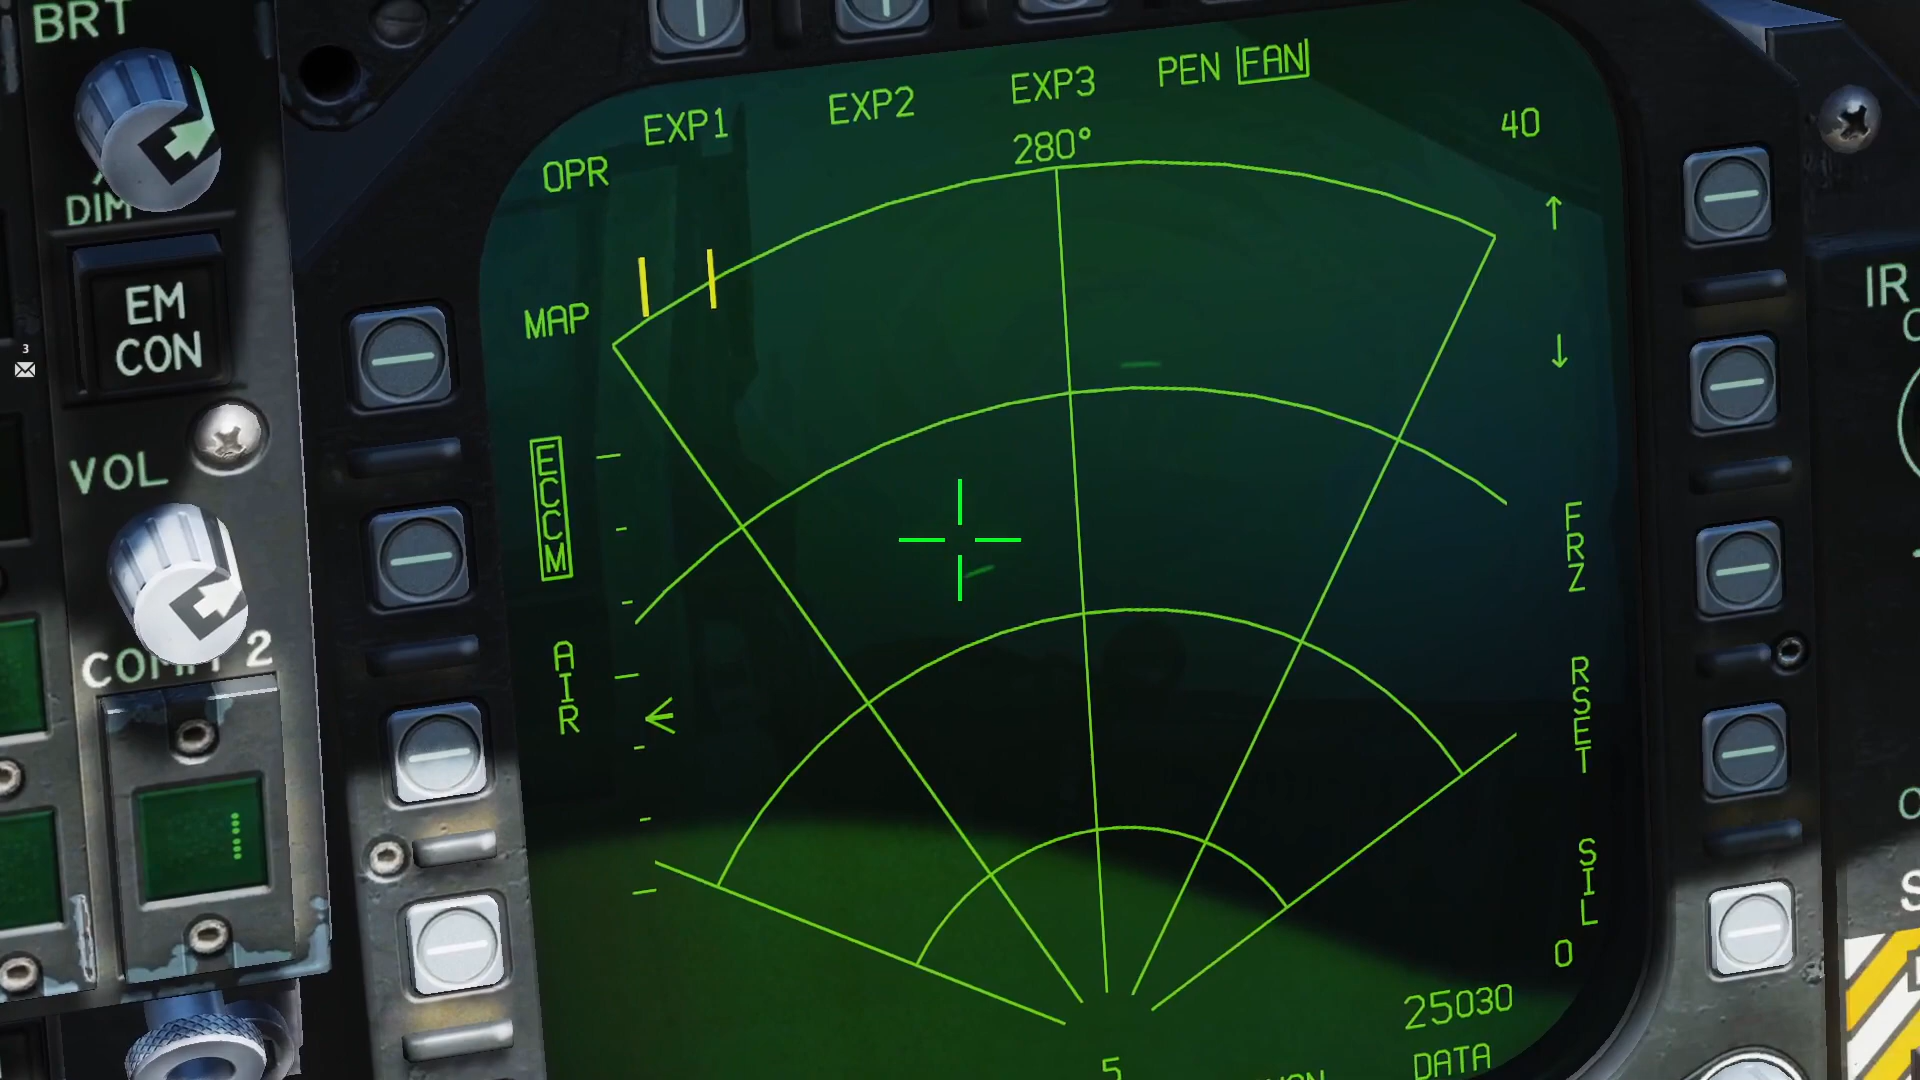 BRT
DIM
EM
CON
3
VOL
COMM 2
EXP1
EXP2
EXP3
PEN
FAN
OPR
280°
40
MAP
ECCM
AIR
FRZ
RSET
SIL
0
25030
DATA
5
IR